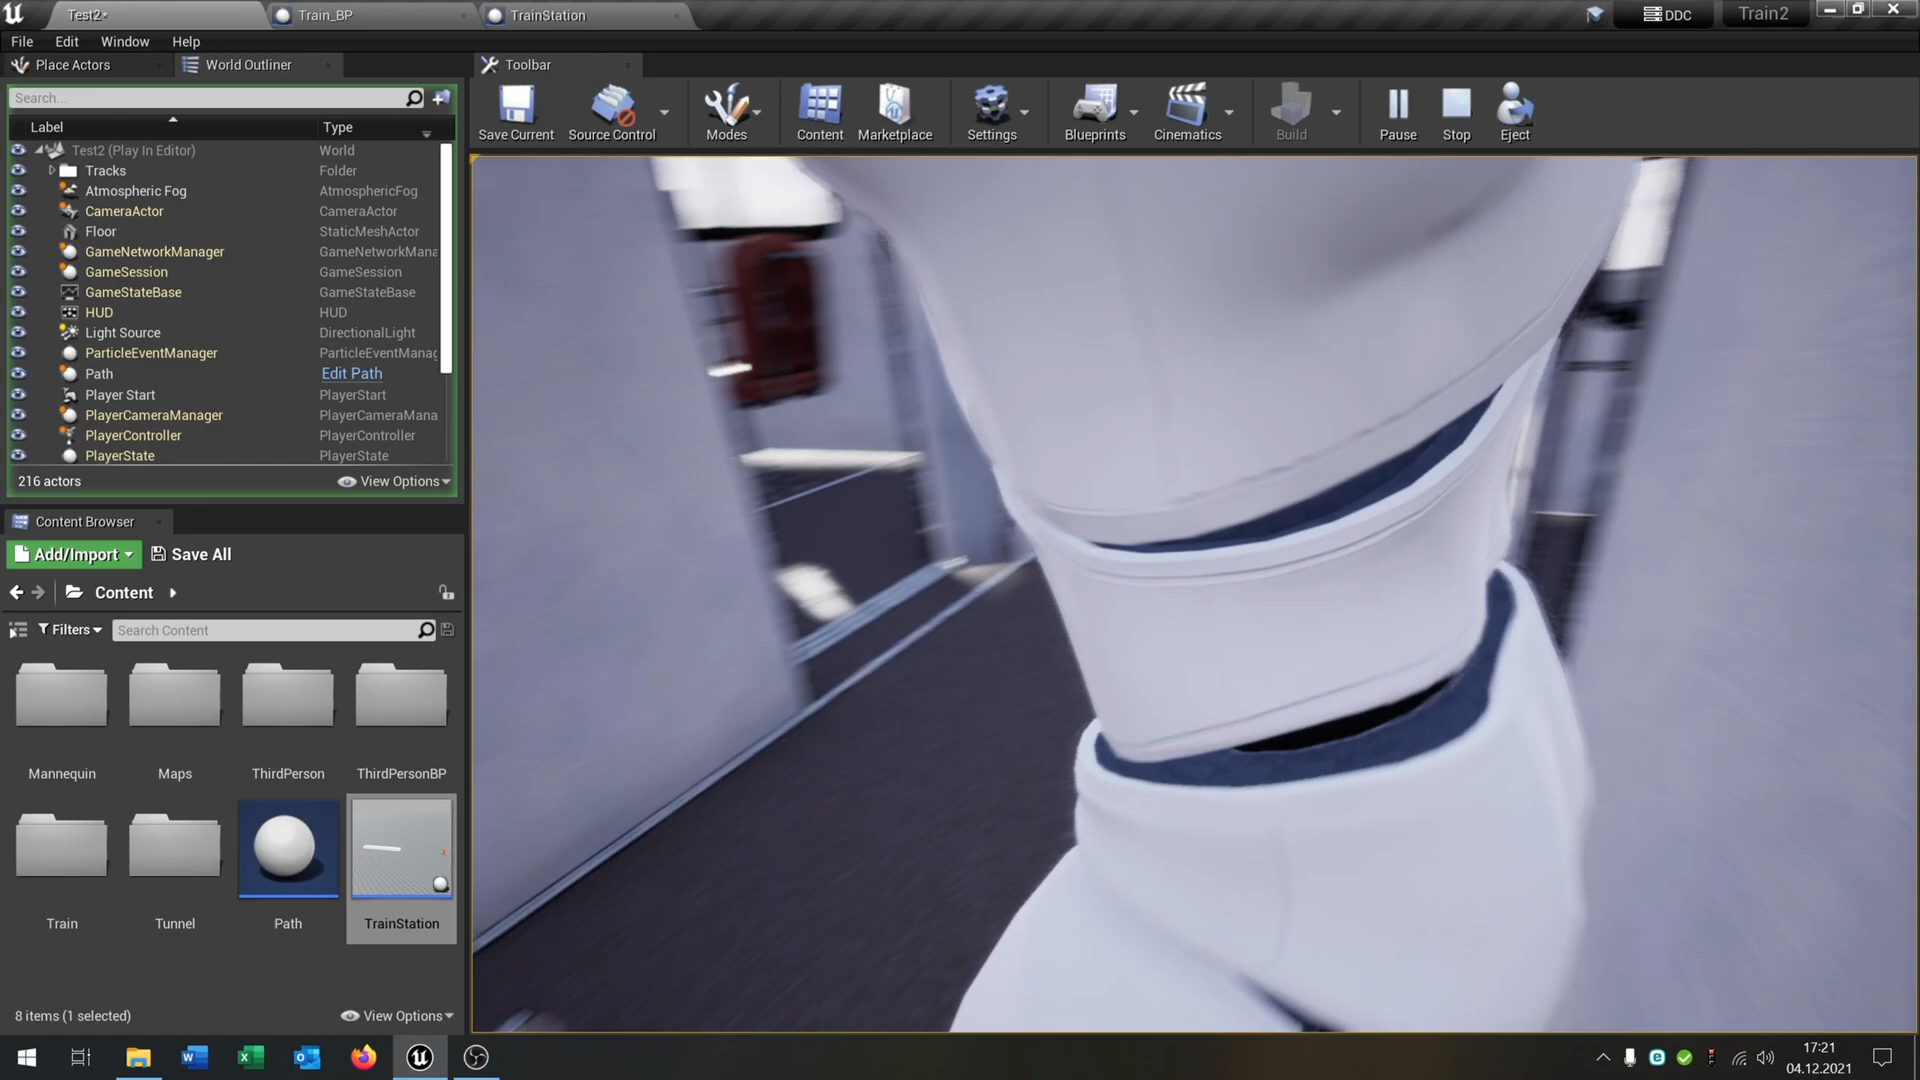 Test2•
Train_BP
TrainStation
DDC
Train2
File
Edit
Window
Help
Place Actors
World Outliner
Toolbar
Search...
Save Current
Source Control
Modes
Content
Marketplace
Settings
Blueprints
Cinematics
Build
Pause
Stop
Eject
Label
Type
Test2 (Play In Editor)
World
Tracks
Folder
Atmospheric Fog
AtmosphericFog
CameraActor
CameraActor
Floor
StaticMeshActor
GameNetworkManager
GameNetworkMana
GameSession
GameSession
GameStateBase
GameStateBase
HUD
HUD
Light Source
DirectionalLight
ParticleEventManager
ParticleEventManag
Path
Edit Path
Player Start
PlayerStart
PlayerCameraManager
PlayerCameraMana
PlayerController
PlayerController
PlayerState
PlayerState
216 actors
View Options
Content Browser
Add/Import
Save All
Content
Filters
Search Content
Mannequin
Maps
ThirdPerson
ThirdPersonBP
Train
Tunnel
Path
TrainStation
8 items (1 selected)
View Options
17:21
04.12.2021